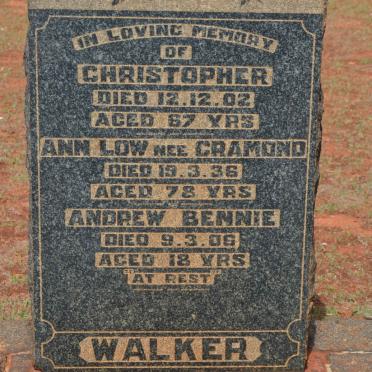 IN LOVING MEMORY
OF
CHRISTOPHER
DIED 12.12.02
AGED 67 YRS
ANN LOW NEE CRAMOND
DIED 19.3.36
AGED 78 YRS
ANDREW BENNIE
DIED 9.3.06
AGED 18 YRS
"AT REST"
WALKER